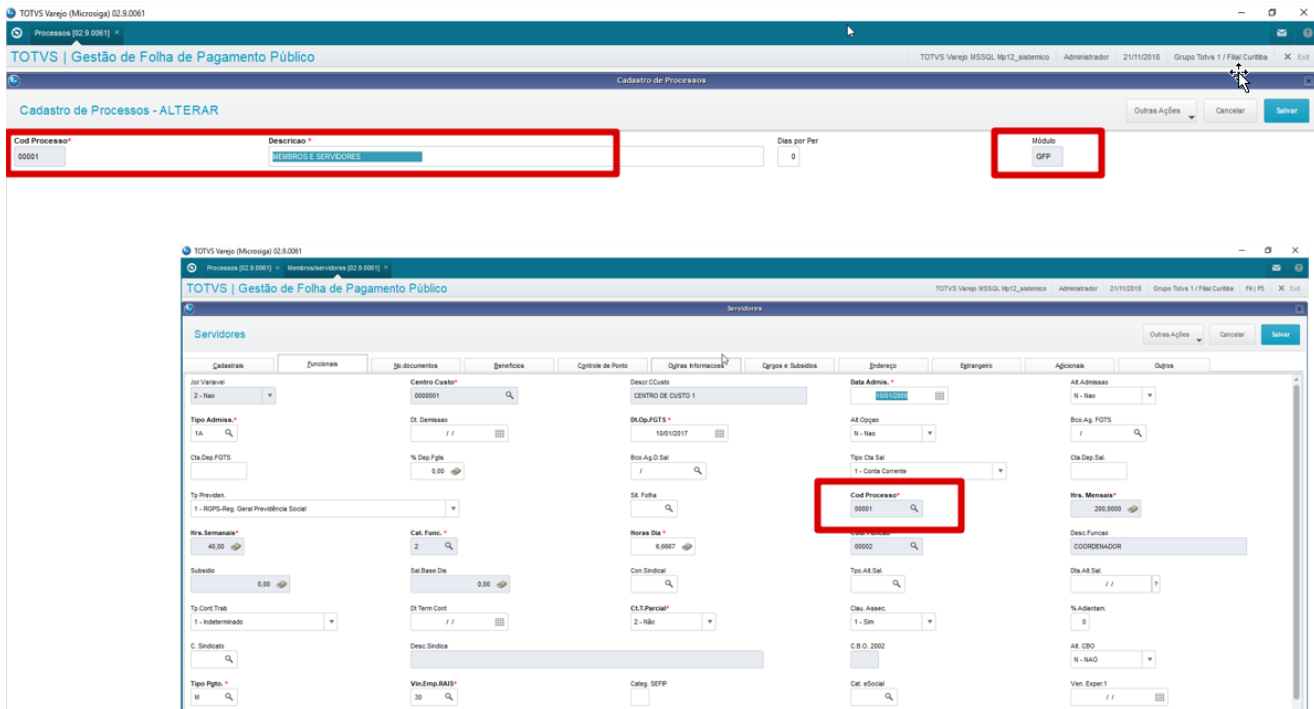 TOTVS Varejo (Microsiga) 02.9.0061
Processos [02.9.0061] ×
TOTVS | Gestão de Folha de Pagamento Público
TOTVS Varejo MSSQL Mp12_sistemico Administrador 21/11/2018 Grupo Totvs 1 / Filial Curitiba X Exit
Cadastro de Processos
Cadastro de Processos - ALTERAR
Outras Ações Cancelar Salvar
Cod Processo* Descricao * Dias por Per Módulo
00001 MEMBROS E SERVIDORES 0 GFP
TOTVS Varejo (Microsiga) 02.9.0061
Processos [02.9.0061] × Membros/servidores [02.9.0061] ×
TOTVS | Gestão de Folha de Pagamento Público
TOTVS Varejo MSSQL Mp12_sistemico Administrador 21/11/2018 Grupo Totvs 1 / Filial Curitiba F4 | F5 X Exit
Servidores
Servidores
Outras Ações Cancelar Salvar
Cadastrais Funcionais No.documentos Beneficios Controle de Ponto Outras Informacoes Cargos e Subsidios Endereço Estrangeiro Adicionais Outros
Jor.Variavel Centro Custo* Descr.CCusto Data Admis. * Alt.Admissao
2 - Nao 0000001 CENTRO DE CUSTO 1 10/01/2000 N - Nao
Tipo Admiss.* Dt. Demissao Dt.Op.FGTS * Alt.Opçao Bco.Ag. FGTS
1A / / 10/01/2017 N - Nao /
Cta.Dep.FGTS % Dep.Fgts Bco.Ag.D.Sal Tipo Cta Sal Cta.Dep.Sal.
0,00 / 1 - Conta Corrente
Tp Previden. Sit. Folha Cod Processo* Hrs. Mensais*
1 - RGPS-Reg. Geral Previdência Social 00001 200,0000
Hrs.Semanais* Cat. Func. * Horas Dia * Cod. Funcao* Desc.Funcao
40,00 2 6,6667 00002 COORDENADOR
Subsidio Sal.Base.Dis Con.Sindical Tpo.Alt.Sal. Dta.Alt.Sal.
0,00 0,00 / / ?
Tp.Cont.Trab Dt Term Cont Ct.T.Parcial* Clau. Assec. % Adiantam.
1 - Indeterminado / / 2 - Não 1 - Sim 0
C. Sindicato Desc.Sindica C.B.O. 2002 Alt. CBO
N - NAO
Tipo Pgto. * Vin.Emp.RAIS* Categ. SEFIP Cat. eSocial Ven. Exper.1
M 30 / /